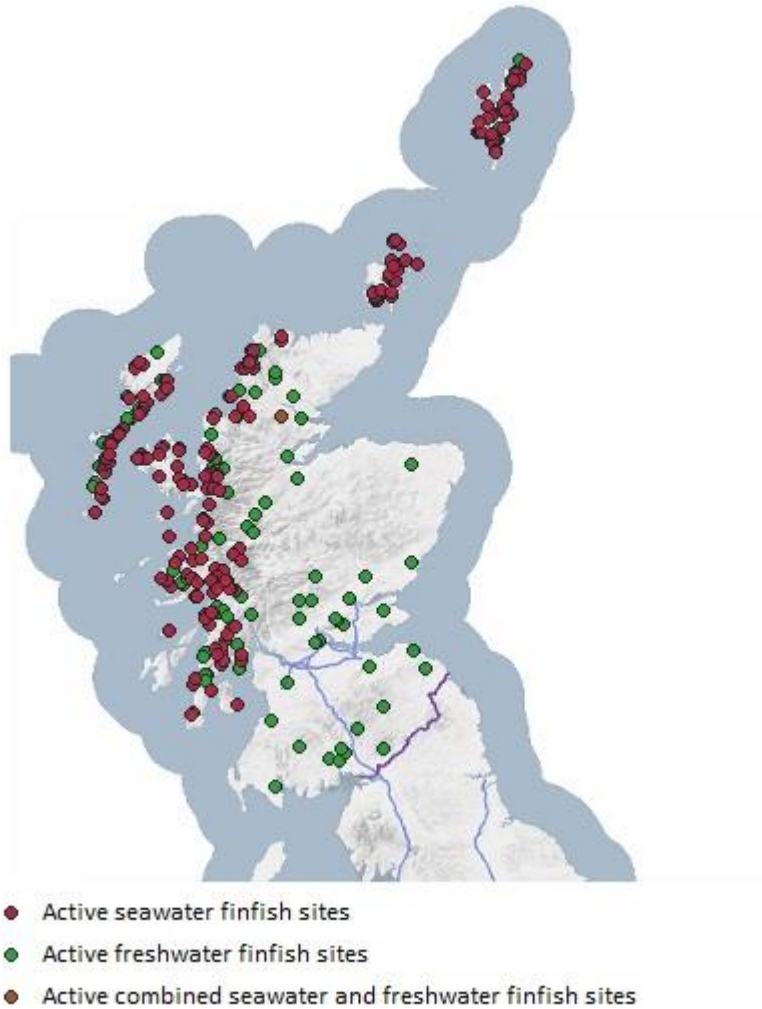 Active seawater finfish sites
Active freshwater finfish sites
Active combined seawater and freshwater finfish sites